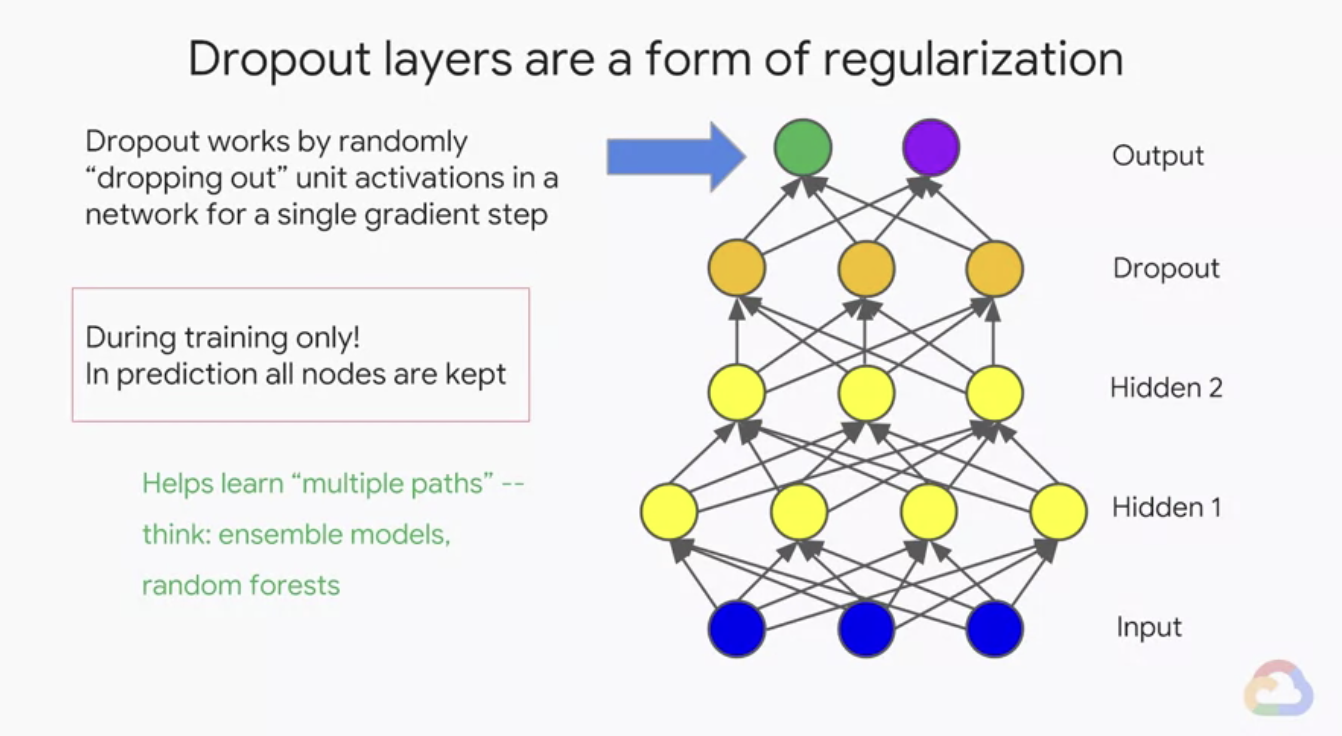 Dropout layers are a form of regularization
Dropout works by randomly
“dropping out” unit activations in a
network for a single gradient step
During training only!
In prediction all nodes are kept
Helps learn “multiple paths” --
think: ensemble models,
random forests
Output
Dropout
Hidden 2
Hidden 1
Input